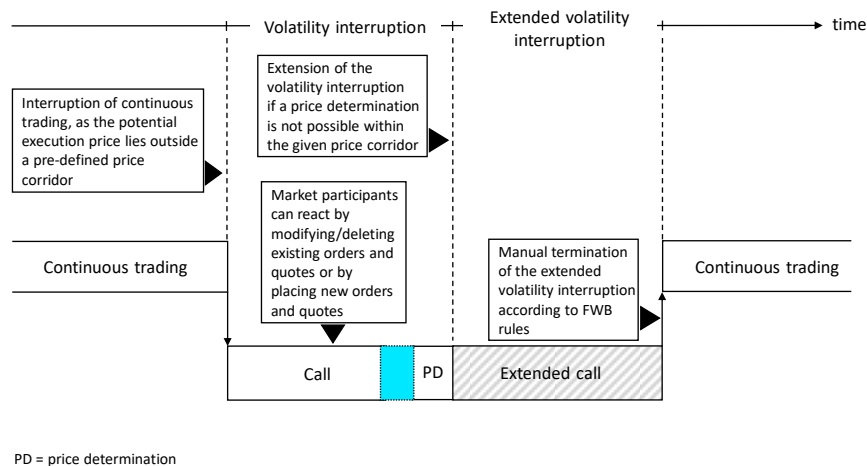 Volatility interruption
Extended volatility
interruption
time
Interruption of continuous
trading, as the potential
execution price lies outside
a pre-defined price
corridor
Extension of the
volatility interruption
if a price determination
is not possible within
the given price corridor
Market participants
can react by
modifying/deleting
existing orders and
quotes or by
placing new orders
and quotes
Manual termination
of the extended
volatility interruption
according to FWB
rules
Continuous trading
Continuous trading
Call
PD
Extended call
PD = price determination